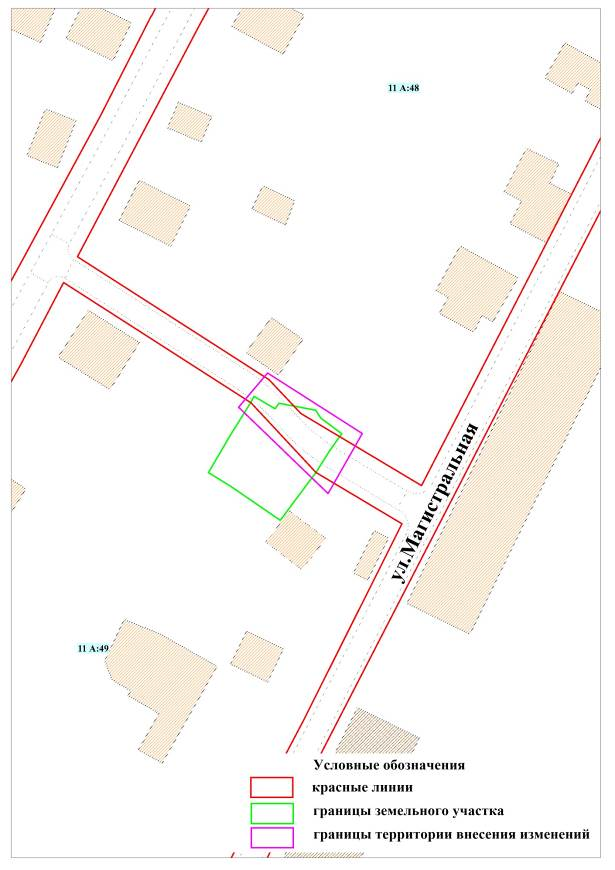 11 А:48
ул.Магистральная
11 А:49
Условные обозначения
красные линии
границы земельного участка
границы территории внесения изменений